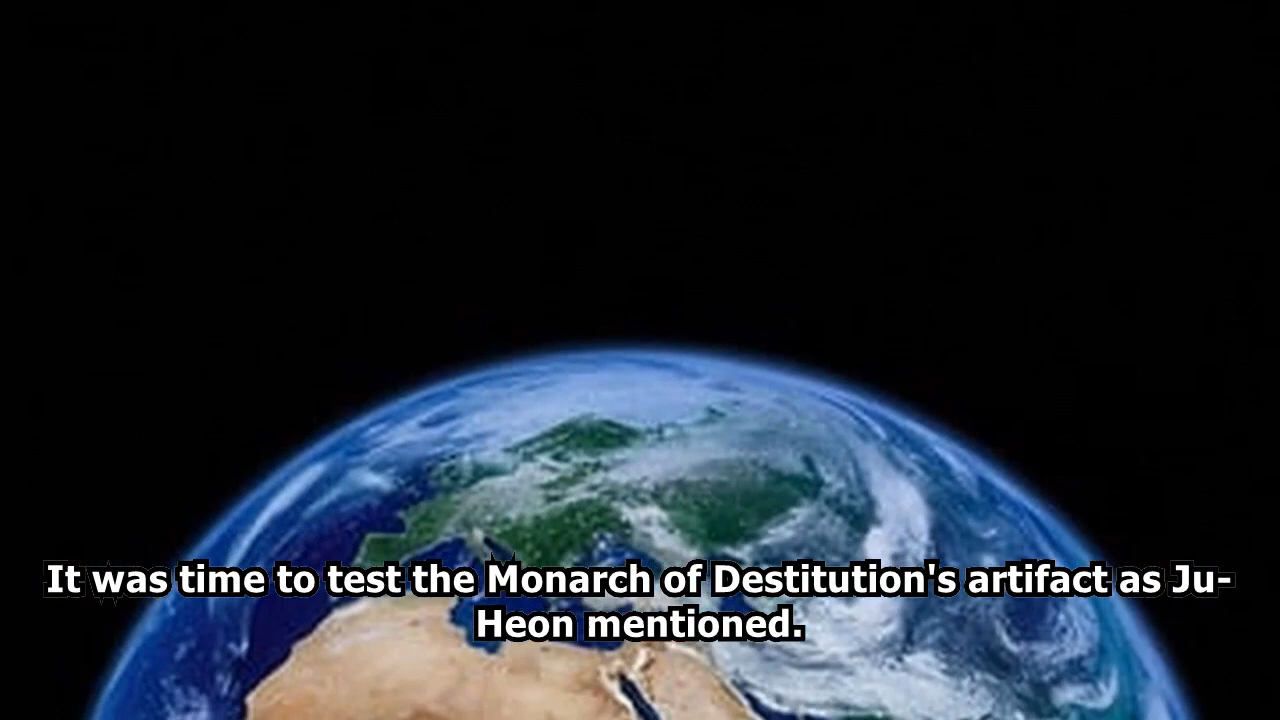 It was time to test the Monarch of Destitution's artifact as Ju-
Heon mentioned.